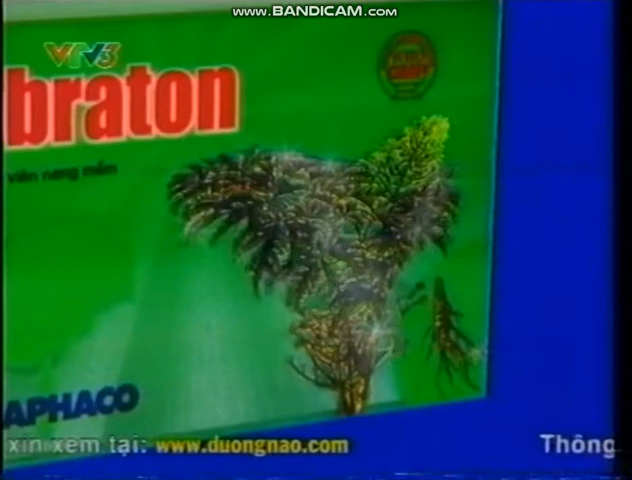 www.BANDICAM.com
VTV3
braton
viên nang mềm
APHACO
xin xem tại: www.duongnao.com Thông